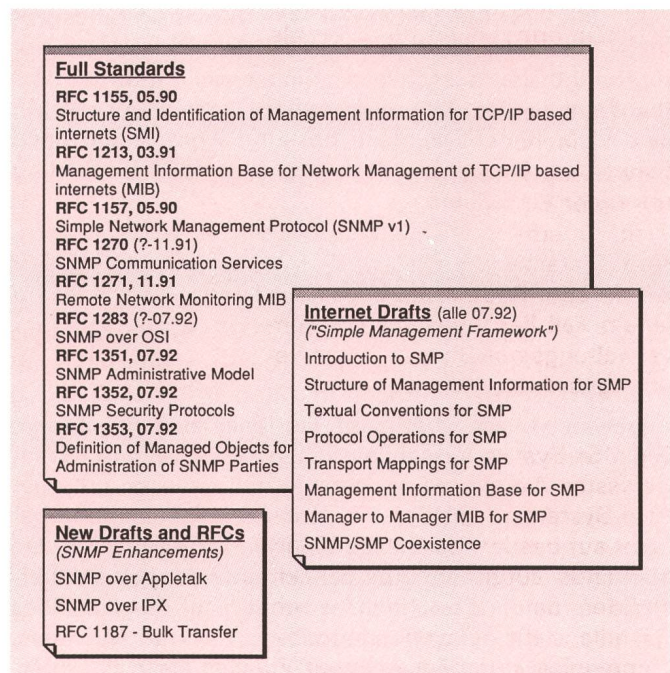 Full Standards
RFC 1155, 05.90
Structure and Identification of Management Information for TCP/IP based
internets (SMI)
RFC 1213, 03.91
Management Information Base for Network Management of TCP/IP based
internets (MIB)
RFC 1157, 05.90
Simple Network Management Protocol (SNMP v1)
RFC 1270 (?-11.91)
SNMP Communication Services
RFC 1271, 11.91
Remote Network Monitoring MIB
RFC 1283 (?-07.92)
SNMP over OSI
RFC 1351, 07.92
SNMP Administrative Model
RFC 1352, 07.92
SNMP Security Protocols
RFC 1353, 07.92
Definition of Managed Objects for
Administration of SNMP Parties
Internet Drafts (alle 07.92)
("Simple Management Framework")
Introduction to SMP
Structure of Management Information for SMP
Textual Conventions for SMP
Protocol Operations for SMP
Transport Mappings for SMP
Management Information Base for SMP
Manager to Manager MIB for SMP
SNMP/SMP Coexistence
New Drafts and RFCs
(SNMP Enhancements)
SNMP over Appletalk
SNMP over IPX
RFC 1187 - Bulk Transfer